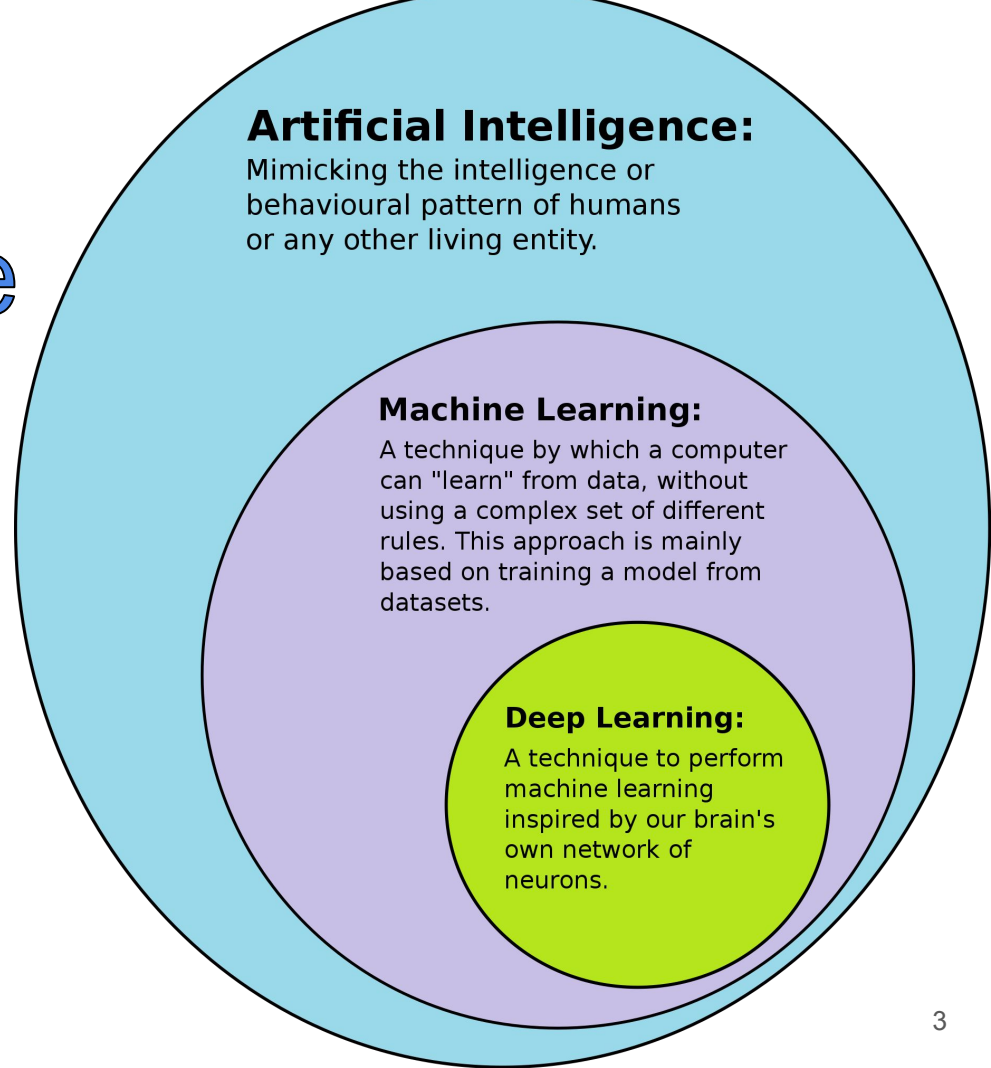 Artificial Intelligence:
Mimicking the intelligence or
behavioural pattern of humans
or any other living entity.
e
Machine Learning:
A technique by which a computer
can "learn" from data, without
using a complex set of different
rules. This approach is mainly
based on training a model from
datasets.
Deep Learning:
A technique to perform
machine learning
inspired by our brain's
own network of
neurons.
3